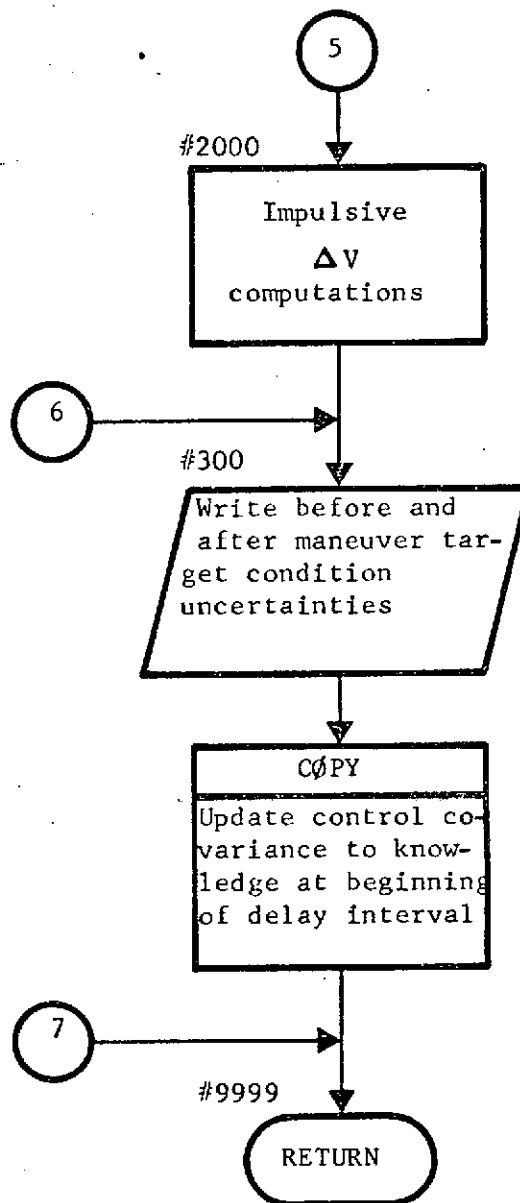 5
#2000
Impulsive
ΔV
computations
6
#300
Write before and
after maneuver tar-
get condition
uncertainties
CØPY
Update control co-
variance to know-
ledge at beginning
of delay interval
7
#9999
RETURN